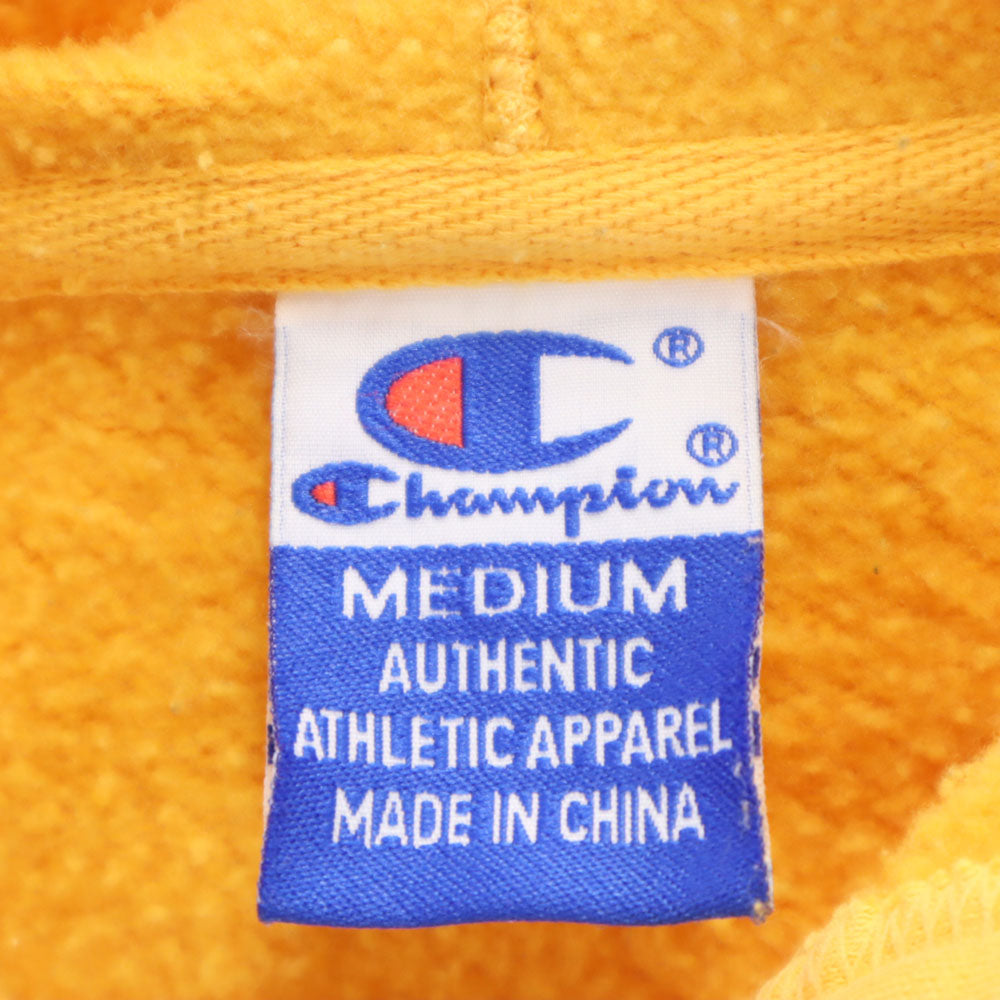 ®
Champion®
MEDIUM
AUTHENTIC
ATHLETIC APPAREL
MADE IN CHINA